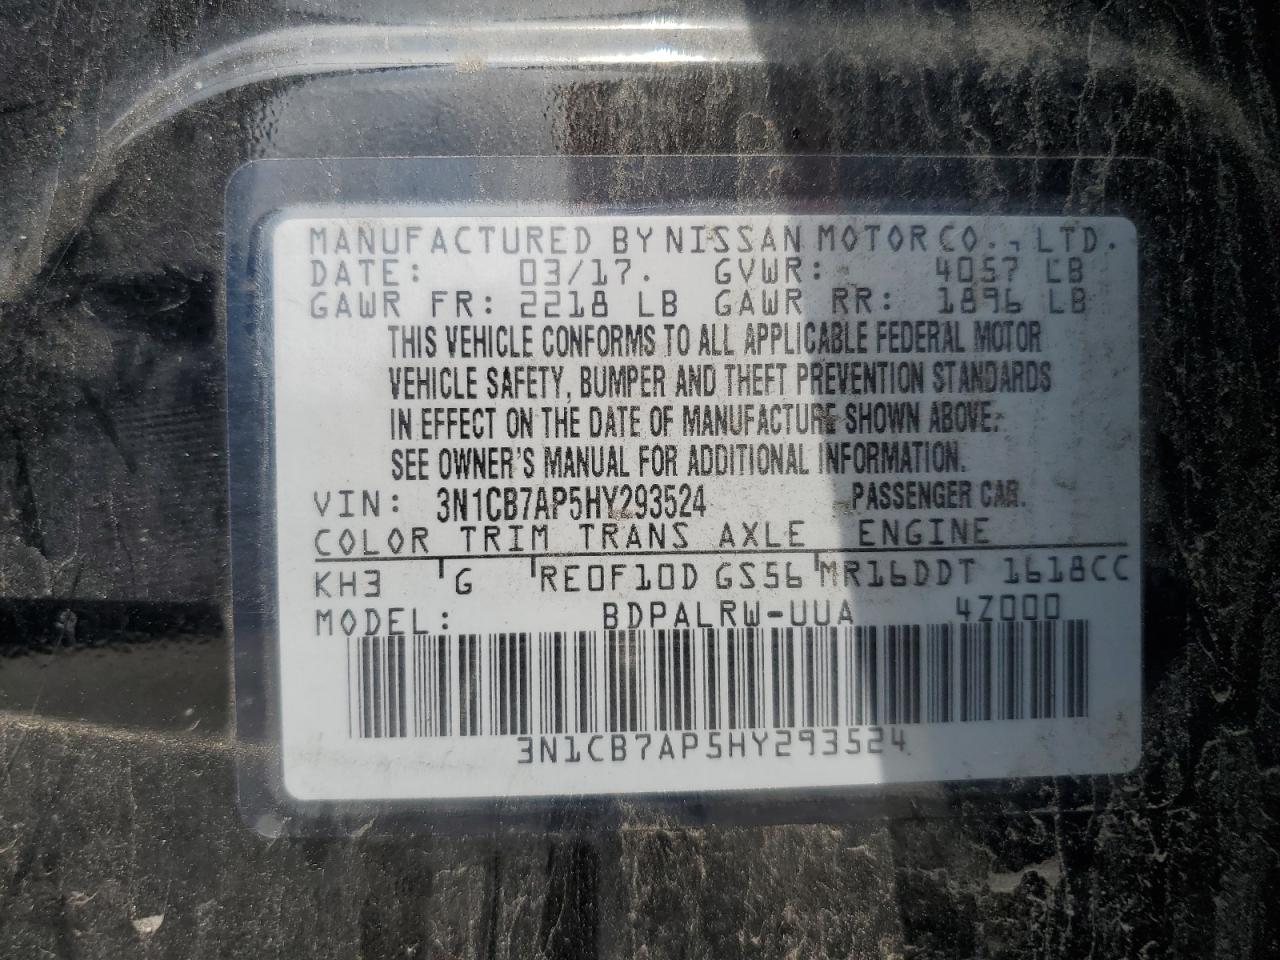 MANUFACTURED BY NISSAN MOTOR CO., LTD.
DATE: 03/17. GVWR: 4057 LB
GAWR FR: 2218 LB GAWR RR: 1896 LB
THIS VEHICLE CONFORMS TO ALL APPLICABLE FEDERAL MOTOR
VEHICLE SAFETY, BUMPER AND THEFT PREVENTION STANDARDS
IN EFFECT ON THE DATE OF MANUFACTURE SHOWN ABOVE.
SEE OWNER'S MANUAL FOR ADDITIONAL INFORMATION.
VIN: 3N1CB7AP5HY293524 PASSENGER CAR.
COLOR TRIM TRANS AXLE ENGINE
KH3 G RE0F10D GS56 MR16DDT 1618CC
MODEL: BDPALRW-UUA 4Z000
3N1CB7AP5HY293524